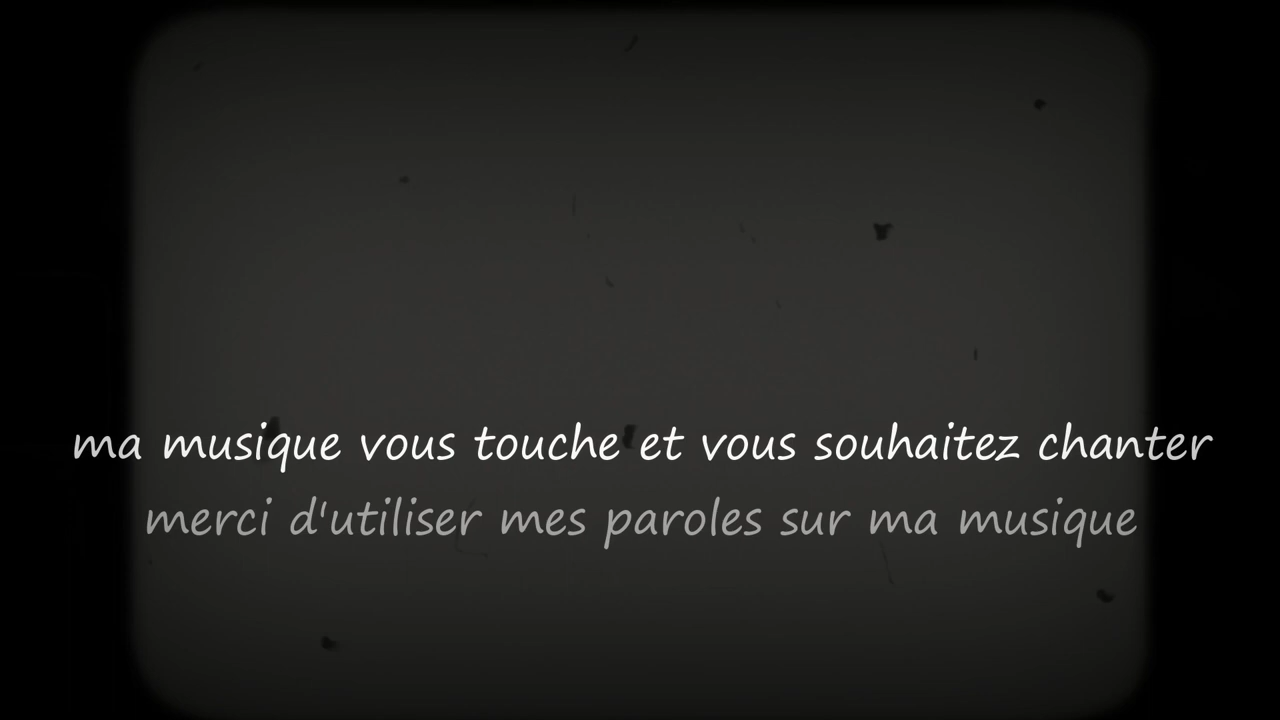 ma musique vous touche et vous souhaitez chanter
merci d'utiliser mes paroles sur ma musique